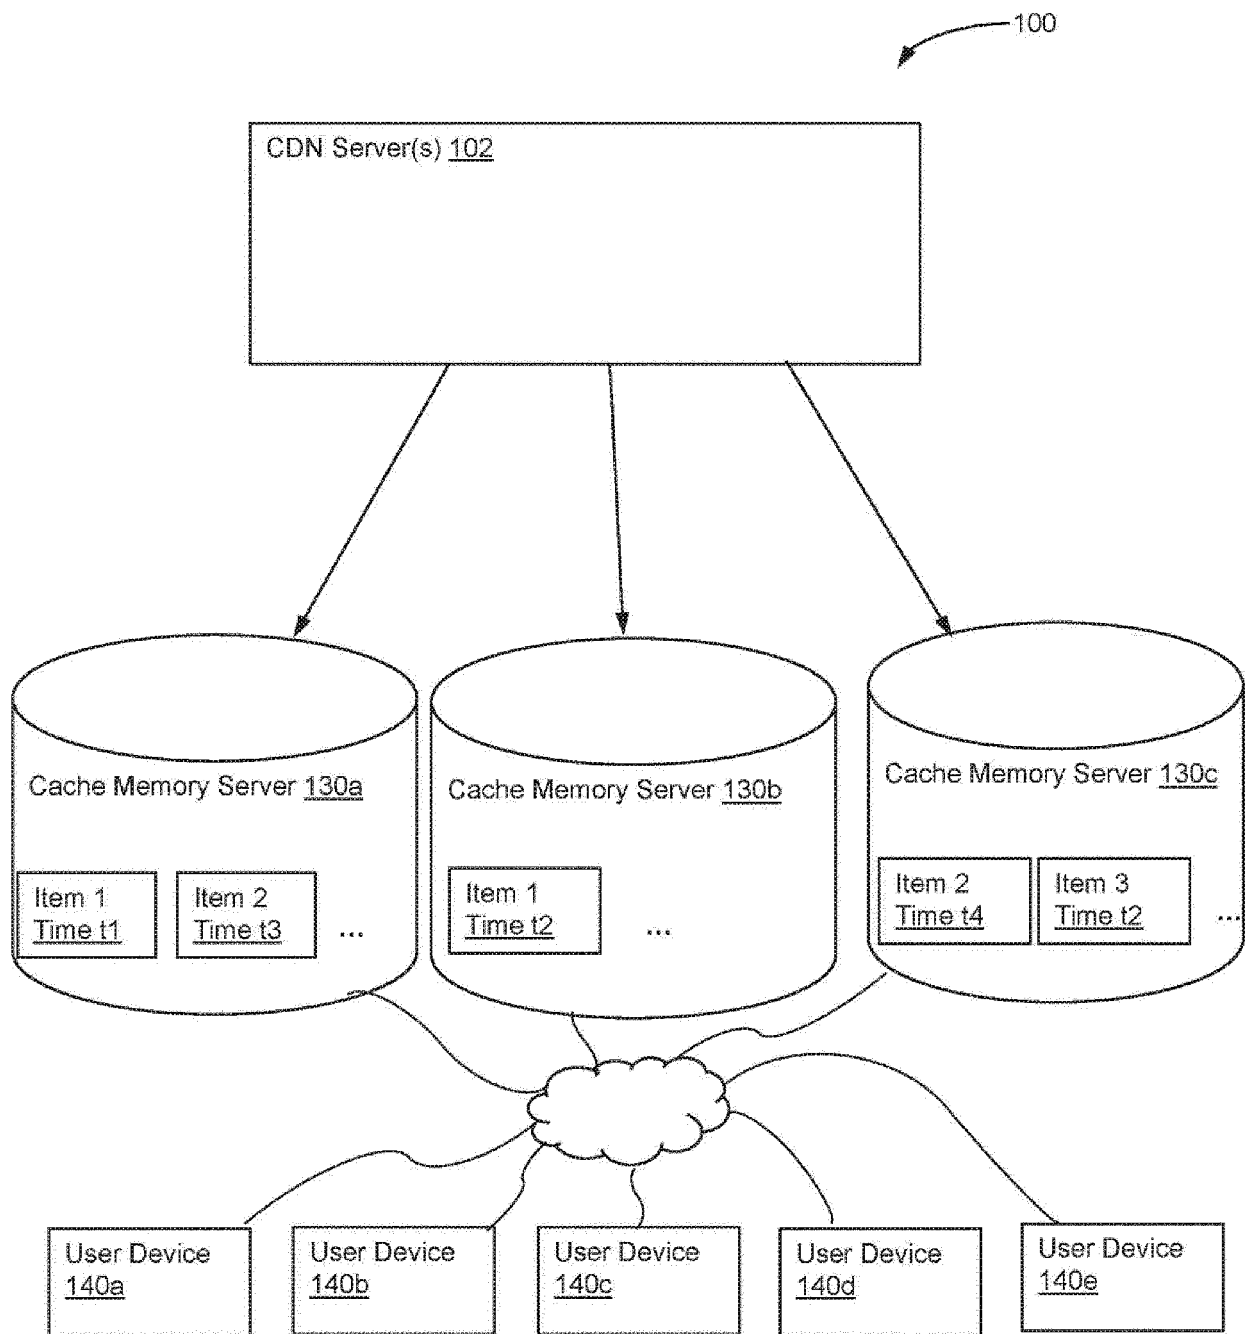 100
CDN Server(s) 102
Cache Memory Server 130a
Item 1
Time t1
Item 2
Time t3
...
Cache Memory Server 130b
Item 1
Time t2
...
Cache Memory Server 130c
Item 2
Time t4
Item 3
Time t2
...
User Device
140a
User Device
140b
User Device
140c
User Device
140d
User Device
140e